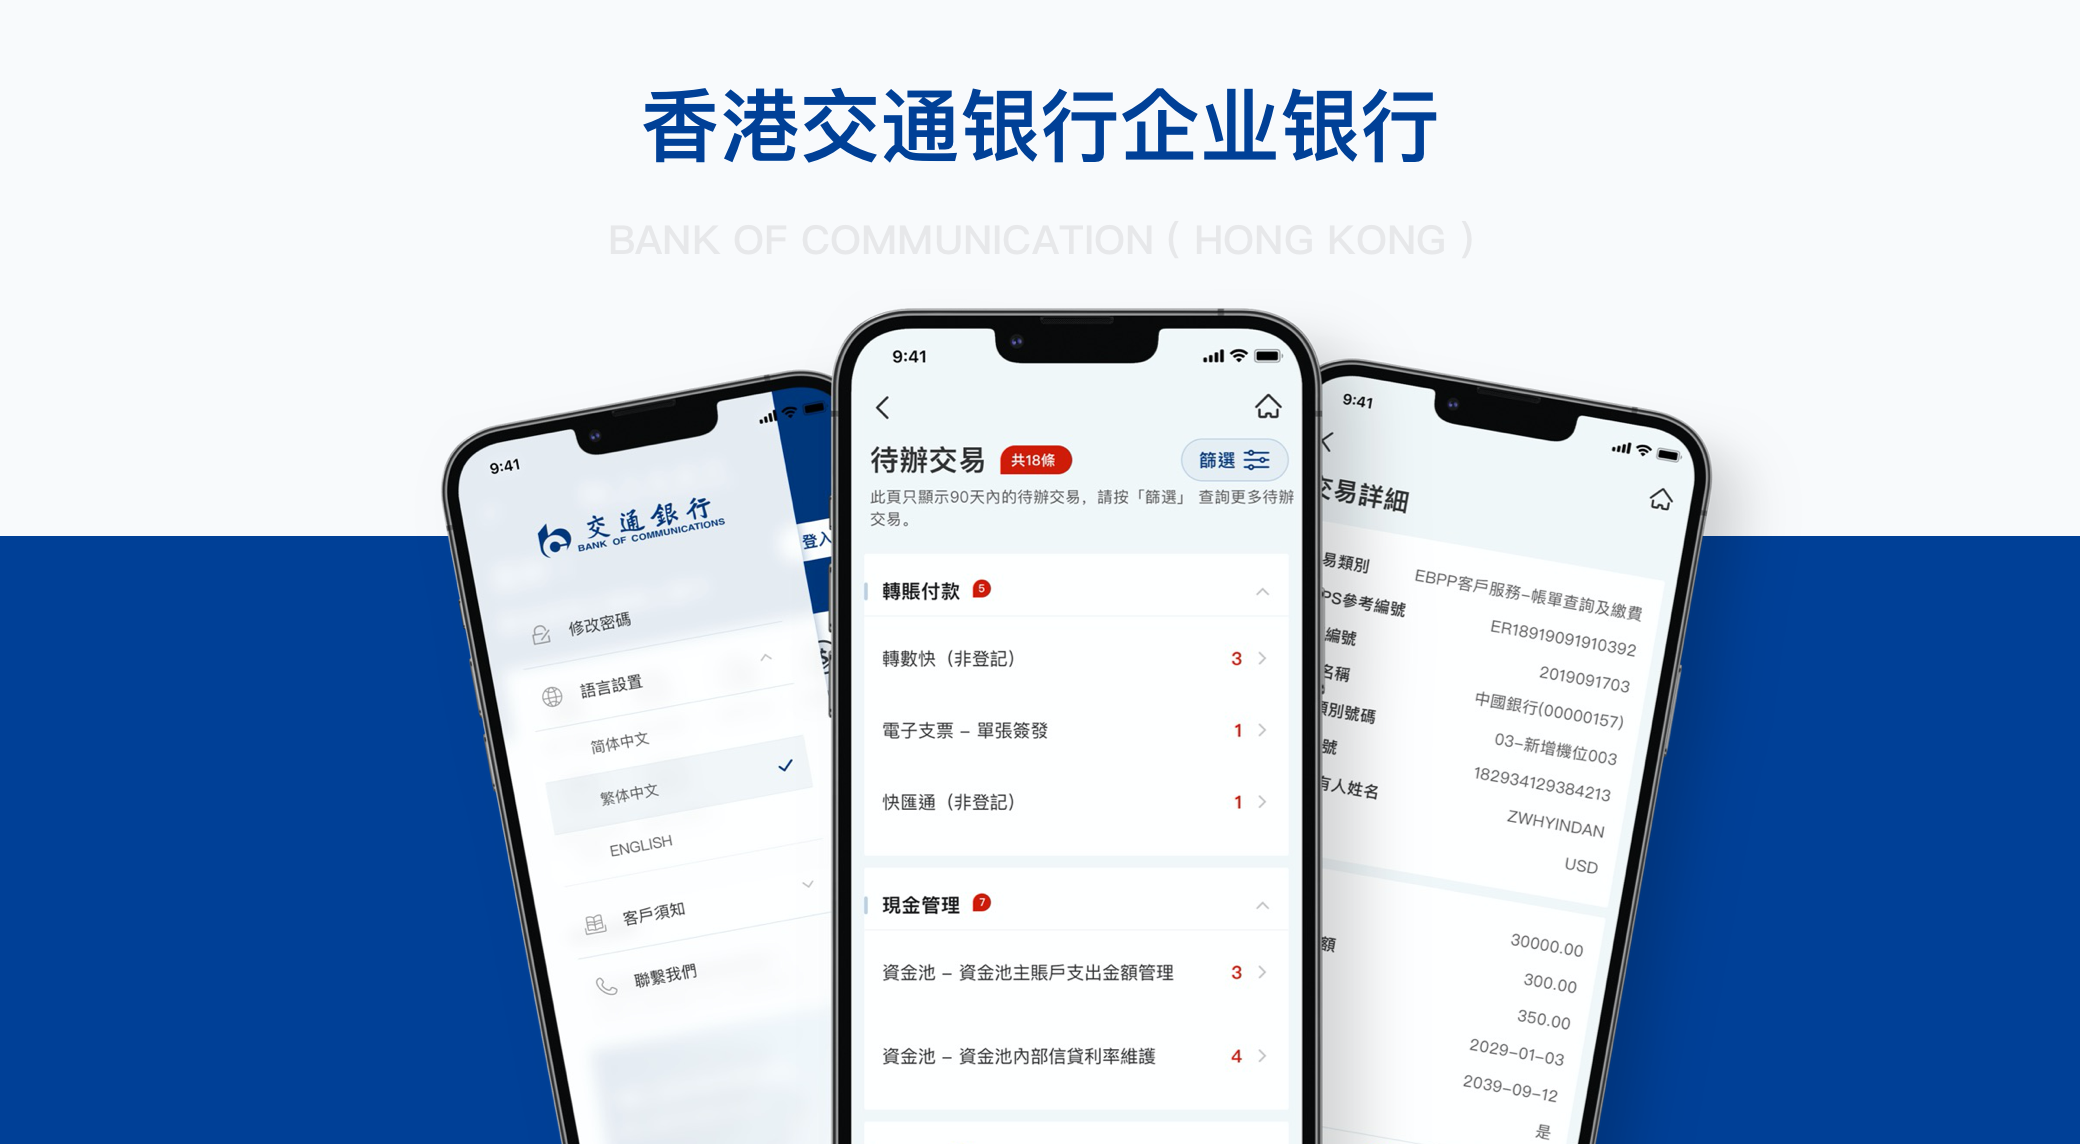 香港交通银行企业银行
BANK OF COMMUNICATION ( HONG KONG )
9:41
交通銀行
BANK OF COMMUNICATIONS
登入
修改密碼
語言設置
简体中文
繁体中文
ENGLISH
客戶須知
聯繫我們
9:41
待辦交易 共18條 篩選
此頁只顯示90天內的待辦交易，請按「篩選」 查詢更多待辦
交易。
轉賬付款 5
轉數快（非登記） 3
電子支票 – 單張簽發 1
快匯通（非登記） 1
現金管理 7
資金池 – 資金池主賬戶支出金額管理 3
資金池 – 資金池內部信貸利率維護 4
9:41
交易詳細
易類別 EBPP客戶服務–帳單查詢及繳費
PS參考編號 ER18919091910392
編號 2019091703
名稱 中國銀行(00000157)
類別號碼 03–新增機位003
號 182934129384213
有人姓名 ZWHYINDAN
USD
額 30000.00
300.00
350.00
2029–01–03
2039–09–12
是